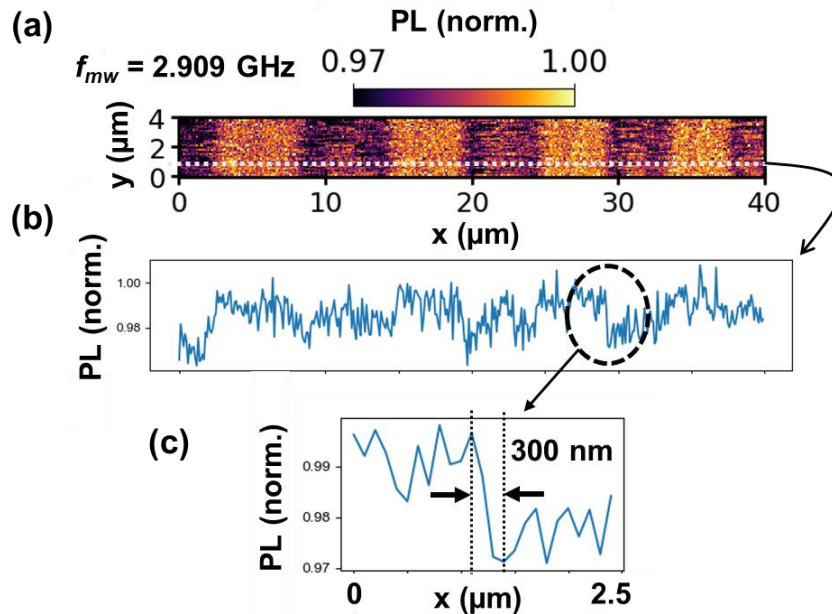 (a)
PL (norm.)
f_mw = 2.909 GHz
0.97 1.00
y (µm)
4
2
0
0 10 20 30 40
x (µm)
(b)
PL (norm.)
1.00
0.98
(c)
PL (norm.)
0.99
0.98
0.97
300 nm
0 2.5
x (µm)